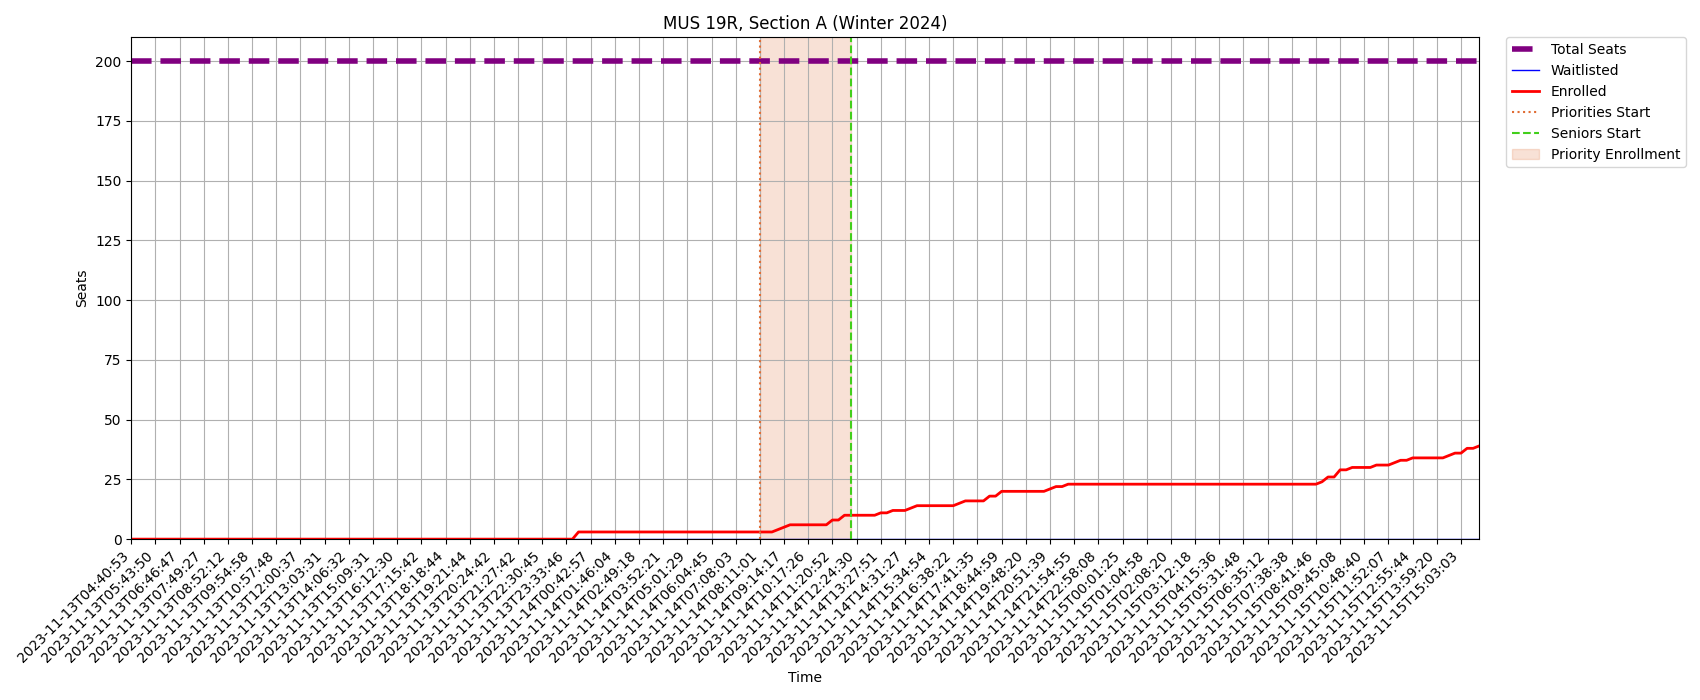 MUS 19R, Section A (Winter 2024)
Total Seats
Waitlisted
Enrolled
Priorities Start
Seniors Start
Priority Enrollment
Seats
200
175
150
125
100
75
50
25
0
2023-11-13T04:40:53
2023-11-13T05:43:50
2023-11-13T06:46:47
2023-11-13T07:49:27
2023-11-13T08:52:12
2023-11-13T09:54:58
2023-11-13T10:57:48
2023-11-13T12:00:37
2023-11-13T13:03:31
2023-11-13T14:06:32
2023-11-13T15:09:31
2023-11-13T16:12:30
2023-11-13T17:15:42
2023-11-13T18:18:44
2023-11-13T19:21:44
2023-11-13T20:24:42
2023-11-13T21:27:42
2023-11-13T22:30:45
2023-11-13T23:33:46
2023-11-14T00:42:57
2023-11-14T01:46:04
2023-11-14T02:49:18
2023-11-14T03:52:21
2023-11-14T05:01:29
2023-11-14T06:04:45
2023-11-14T07:08:03
2023-11-14T08:11:01
2023-11-14T09:14:17
2023-11-14T10:17:26
2023-11-14T11:20:52
2023-11-14T12:24:30
2023-11-14T13:27:51
2023-11-14T14:31:27
2023-11-14T15:34:54
2023-11-14T16:38:22
2023-11-14T17:41:35
2023-11-14T18:44:59
2023-11-14T19:48:20
2023-11-14T20:51:39
2023-11-14T21:54:55
2023-11-14T22:58:08
2023-11-15T00:01:25
2023-11-15T01:04:58
2023-11-15T02:08:20
2023-11-15T03:12:18
2023-11-15T04:15:36
2023-11-15T05:31:48
2023-11-15T06:35:12
2023-11-15T07:38:38
2023-11-15T08:41:46
2023-11-15T09:45:08
2023-11-15T10:48:40
2023-11-15T11:52:07
2023-11-15T12:55:44
2023-11-15T13:59:20
2023-11-15T15:03:03
Time